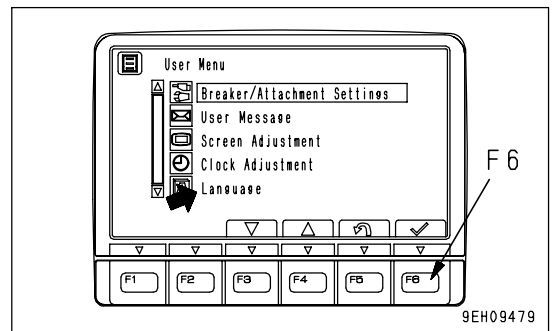 User Menu
Breaker/Attachment Settings
User Message
Screen Adjustment
Clock Adjustment
Language
F6
F1 F2 F3 F4 F5 F6
9EH09479